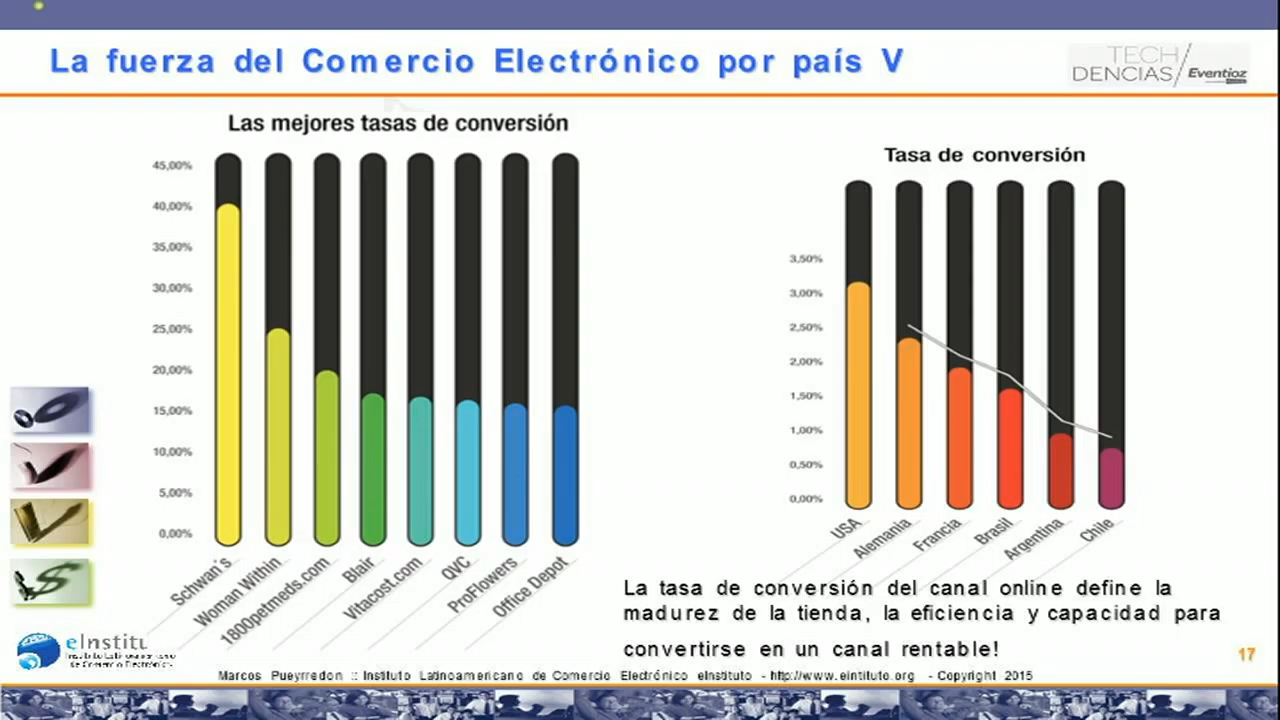 La fuerza del Comercio Electrónico por país V
TECH
DENCIAS
Eventioz
Las mejores tasas de conversión
45,00%
40,00%
35,00%
30,00%
25,00%
20,00%
15,00%
10,00%
5,00%
0,00%
Schwan's
Woman Within
1800petmeds.com
Blair
Vitacost.com
QVC
ProFlowers
Office Depot
Tasa de conversión
3,50%
3,00%
2,50%
2,00%
1,50%
1,00%
0,50%
0,00%
USA
Alemania
Francia
Brasil
Argentina
Chile
La tasa de conversión del canal online define la
madurez de la tienda, la eficiencia y capacidad para
convertirse en un canal rentable!
eInstitu
de Comercio Electrónico
17
Marcos Pueyrredon :: Instituto Latinoamericano de Comercio Electrónico eInstituto - http://www.eintituto.org - Copyright 2015